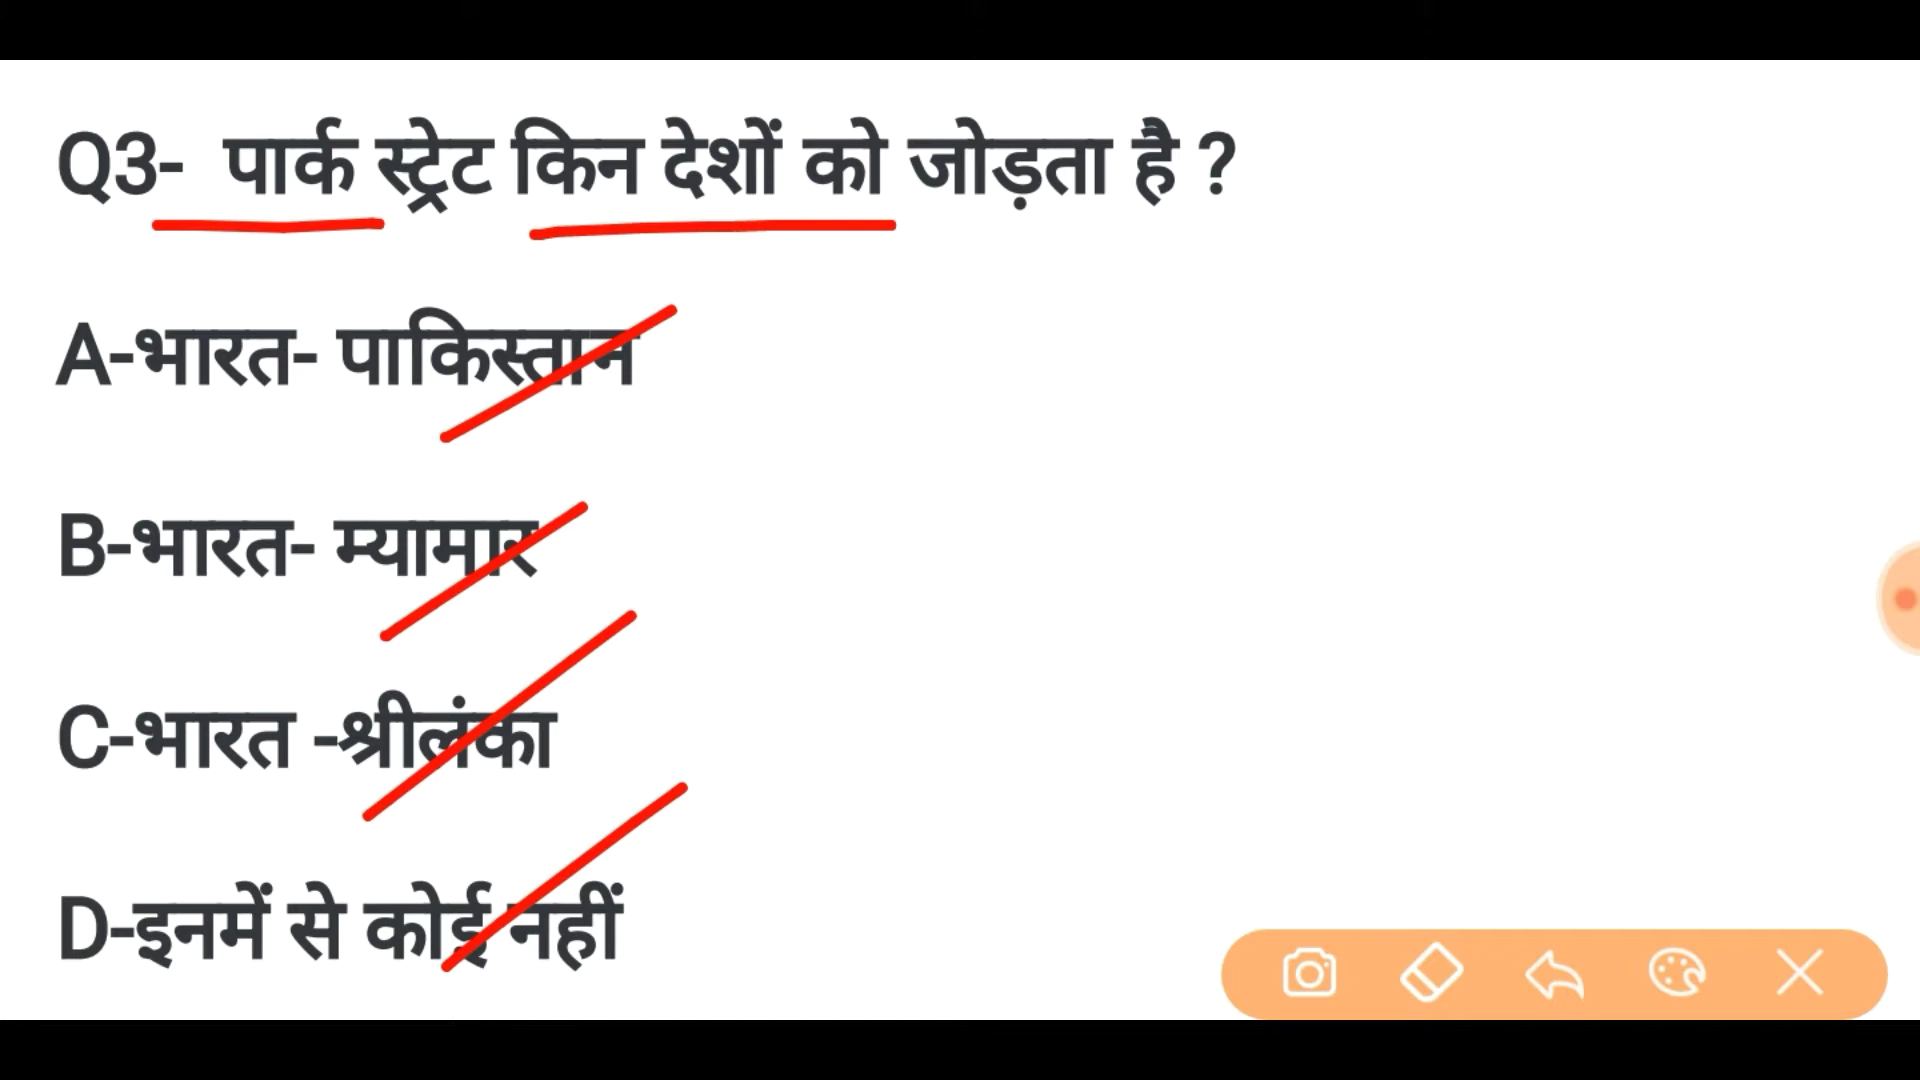 Q3- पार्क स्ट्रेट किन देशों को जोड़ता है ?
A-भारत- पाकिस्तान
B-भारत- म्यामार
C-भारत -श्रीलंका
D-इनमें से कोई नहीं